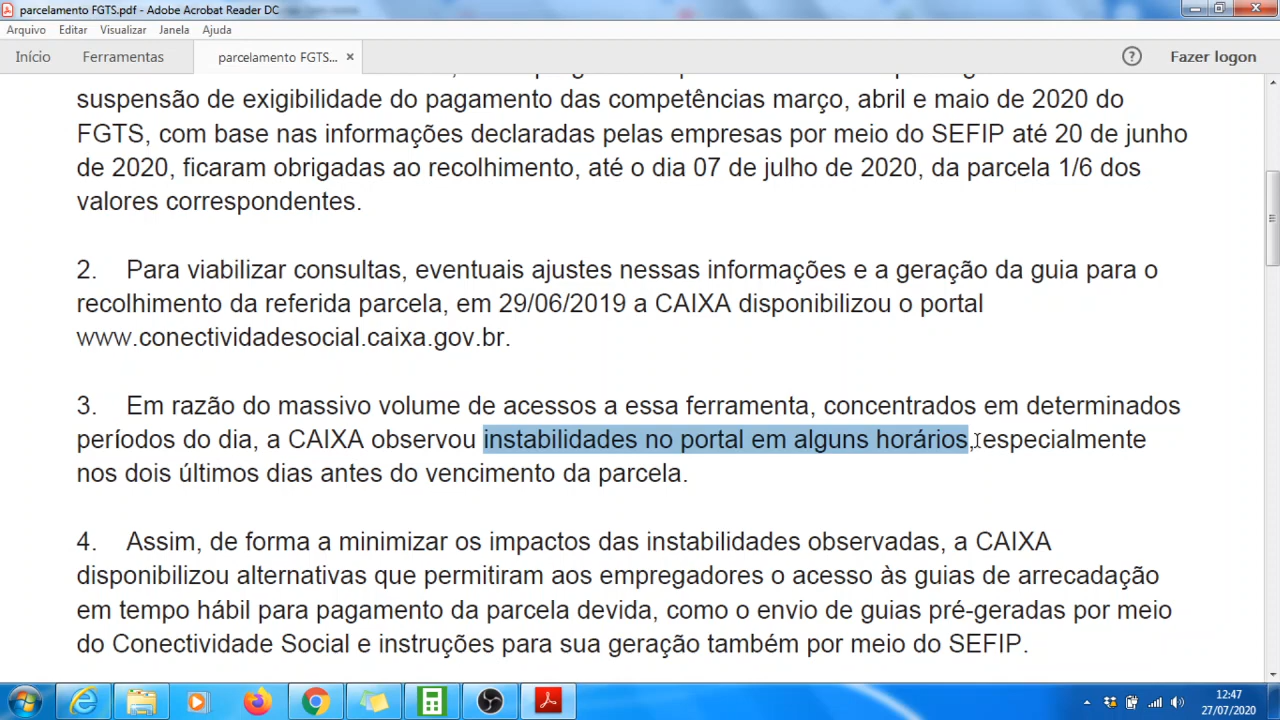 parcelamento FGTS.pdf - Adobe Acrobat Reader DC
Arquivo Editar Visualizar Janela Ajuda
Início Ferramentas parcelamento FGTS... × ? Fazer logon
suspensão de exigibilidade do pagamento das competências março, abril e maio de 2020 do
FGTS, com base nas informações declaradas pelas empresas por meio do SEFIP até 20 de junho
de 2020, ficaram obrigadas ao recolhimento, até o dia 07 de julho de 2020, da parcela 1/6 dos
valores correspondentes.
2. Para viabilizar consultas, eventuais ajustes nessas informações e a geração da guia para o
recolhimento da referida parcela, em 29/06/2019 a CAIXA disponibilizou o portal
www.conectividadesocial.caixa.gov.br.
3. Em razão do massivo volume de acessos a essa ferramenta, concentrados em determinados
períodos do dia, a CAIXA observou instabilidades no portal em alguns horários, especialmente
nos dois últimos dias antes do vencimento da parcela.
4. Assim, de forma a minimizar os impactos das instabilidades observadas, a CAIXA
disponibilizou alternativas que permitiram aos empregadores o acesso às guias de arrecadação
em tempo hábil para pagamento da parcela devida, como o envio de guias pré-geradas por meio
do Conectividade Social e instruções para sua geração também por meio do SEFIP.
12:47
27/07/2020